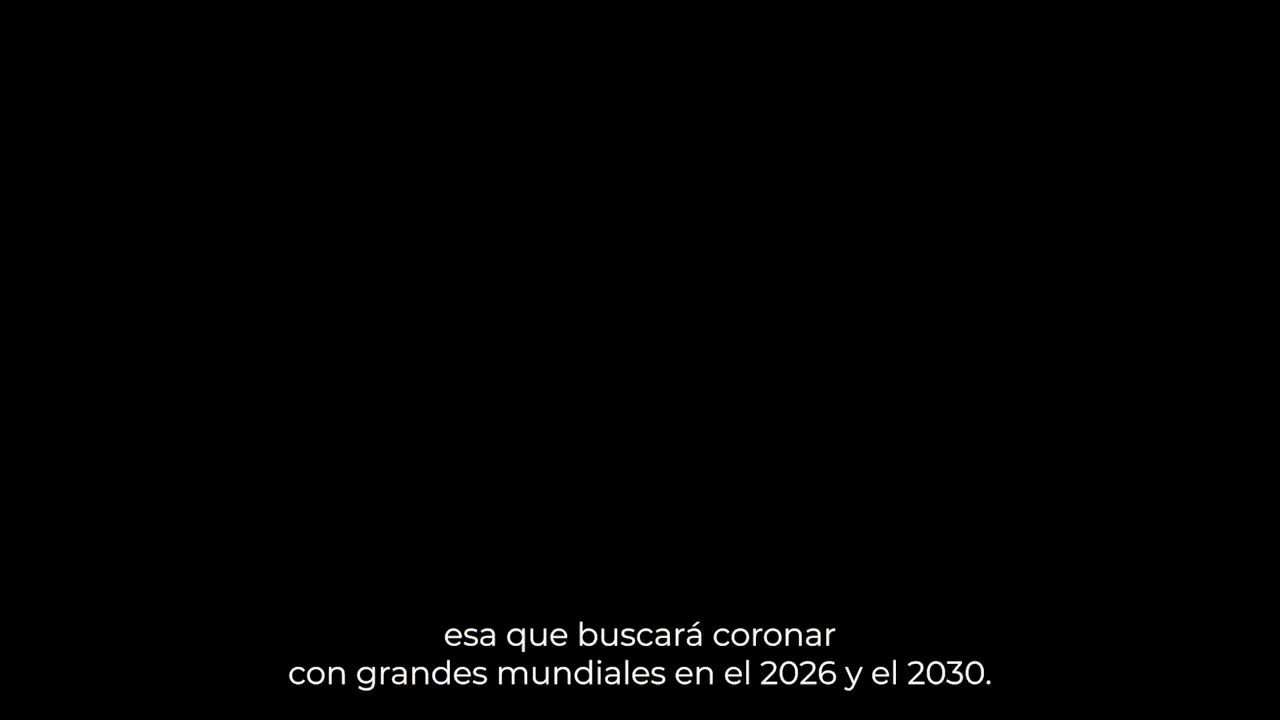 esa que buscará coronar
con grandes mundiales en el 2026 y el 2030.